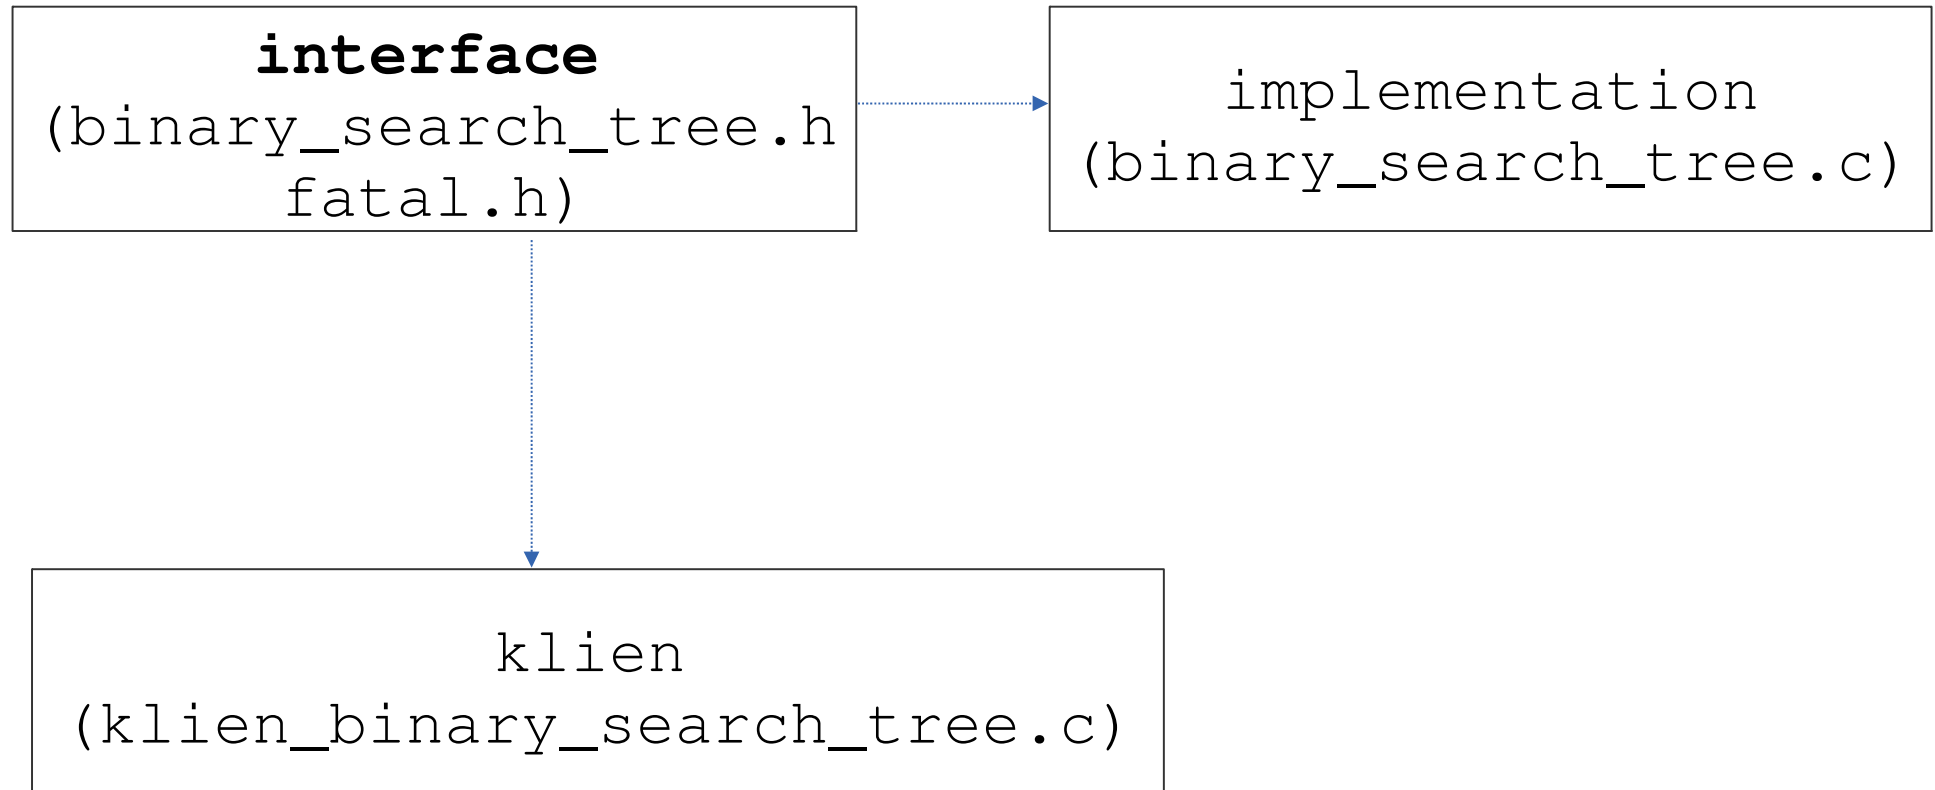 interface
(binary_search_tree.h
fatal.h)
implementation
(binary_search_tree.c)
klien
(klien_binary_search_tree.c)